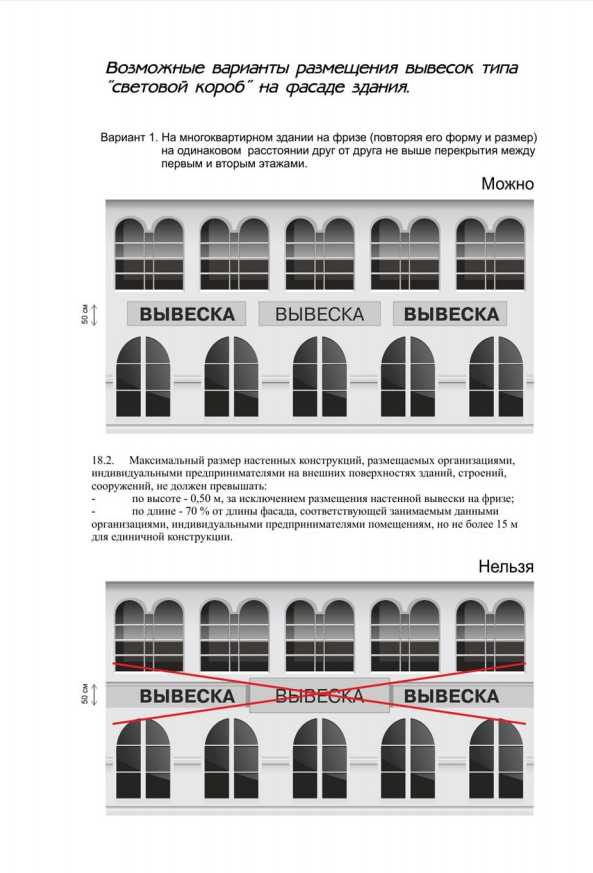 Возможные варианты размещения вывесок типа
"световой короб" на фасаде здания.
Вариант 1. На многоквартирном здании на фризе (повторяя его форму и размер)
на одинаковом расстоянии друг от друга не выше перекрытия между
первым и вторым этажами.
Можно
50 см
ВЫВЕСКА ВЫВЕСКА ВЫВЕСКА
18.2. Максимальный размер настенных конструкций, размещаемых организациями,
индивидуальными предпринимателями на внешних поверхностях зданий, строений,
сооружений, не должен превышать:
- по высоте - 0,50 м, за исключением размещения настенной вывески на фризе;
- по длине - 70 % от длины фасада, соответствующей занимаемым данными
организациями, индивидуальными предпринимателями помещениям, но не более 15 м
для единичной конструкции.
Нельзя
50 см
ВЫВЕСКА ВЫВЕСКА ВЫВЕСКА